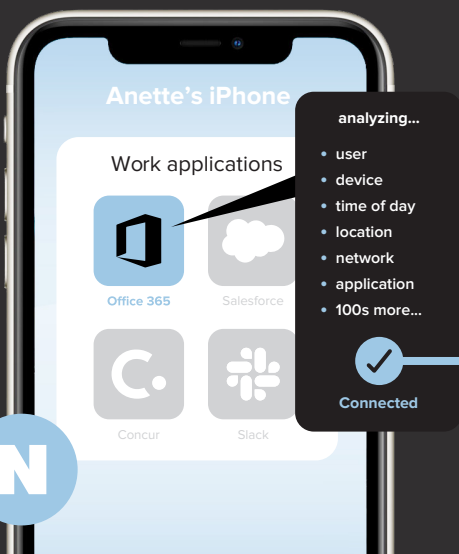 Anette's iPhone
Work applications
Office 365
Salesforce
Concur
Slack
analyzing...
• user
• device
• time of day
• location
• network
• application
• 100s more...
Connected
N